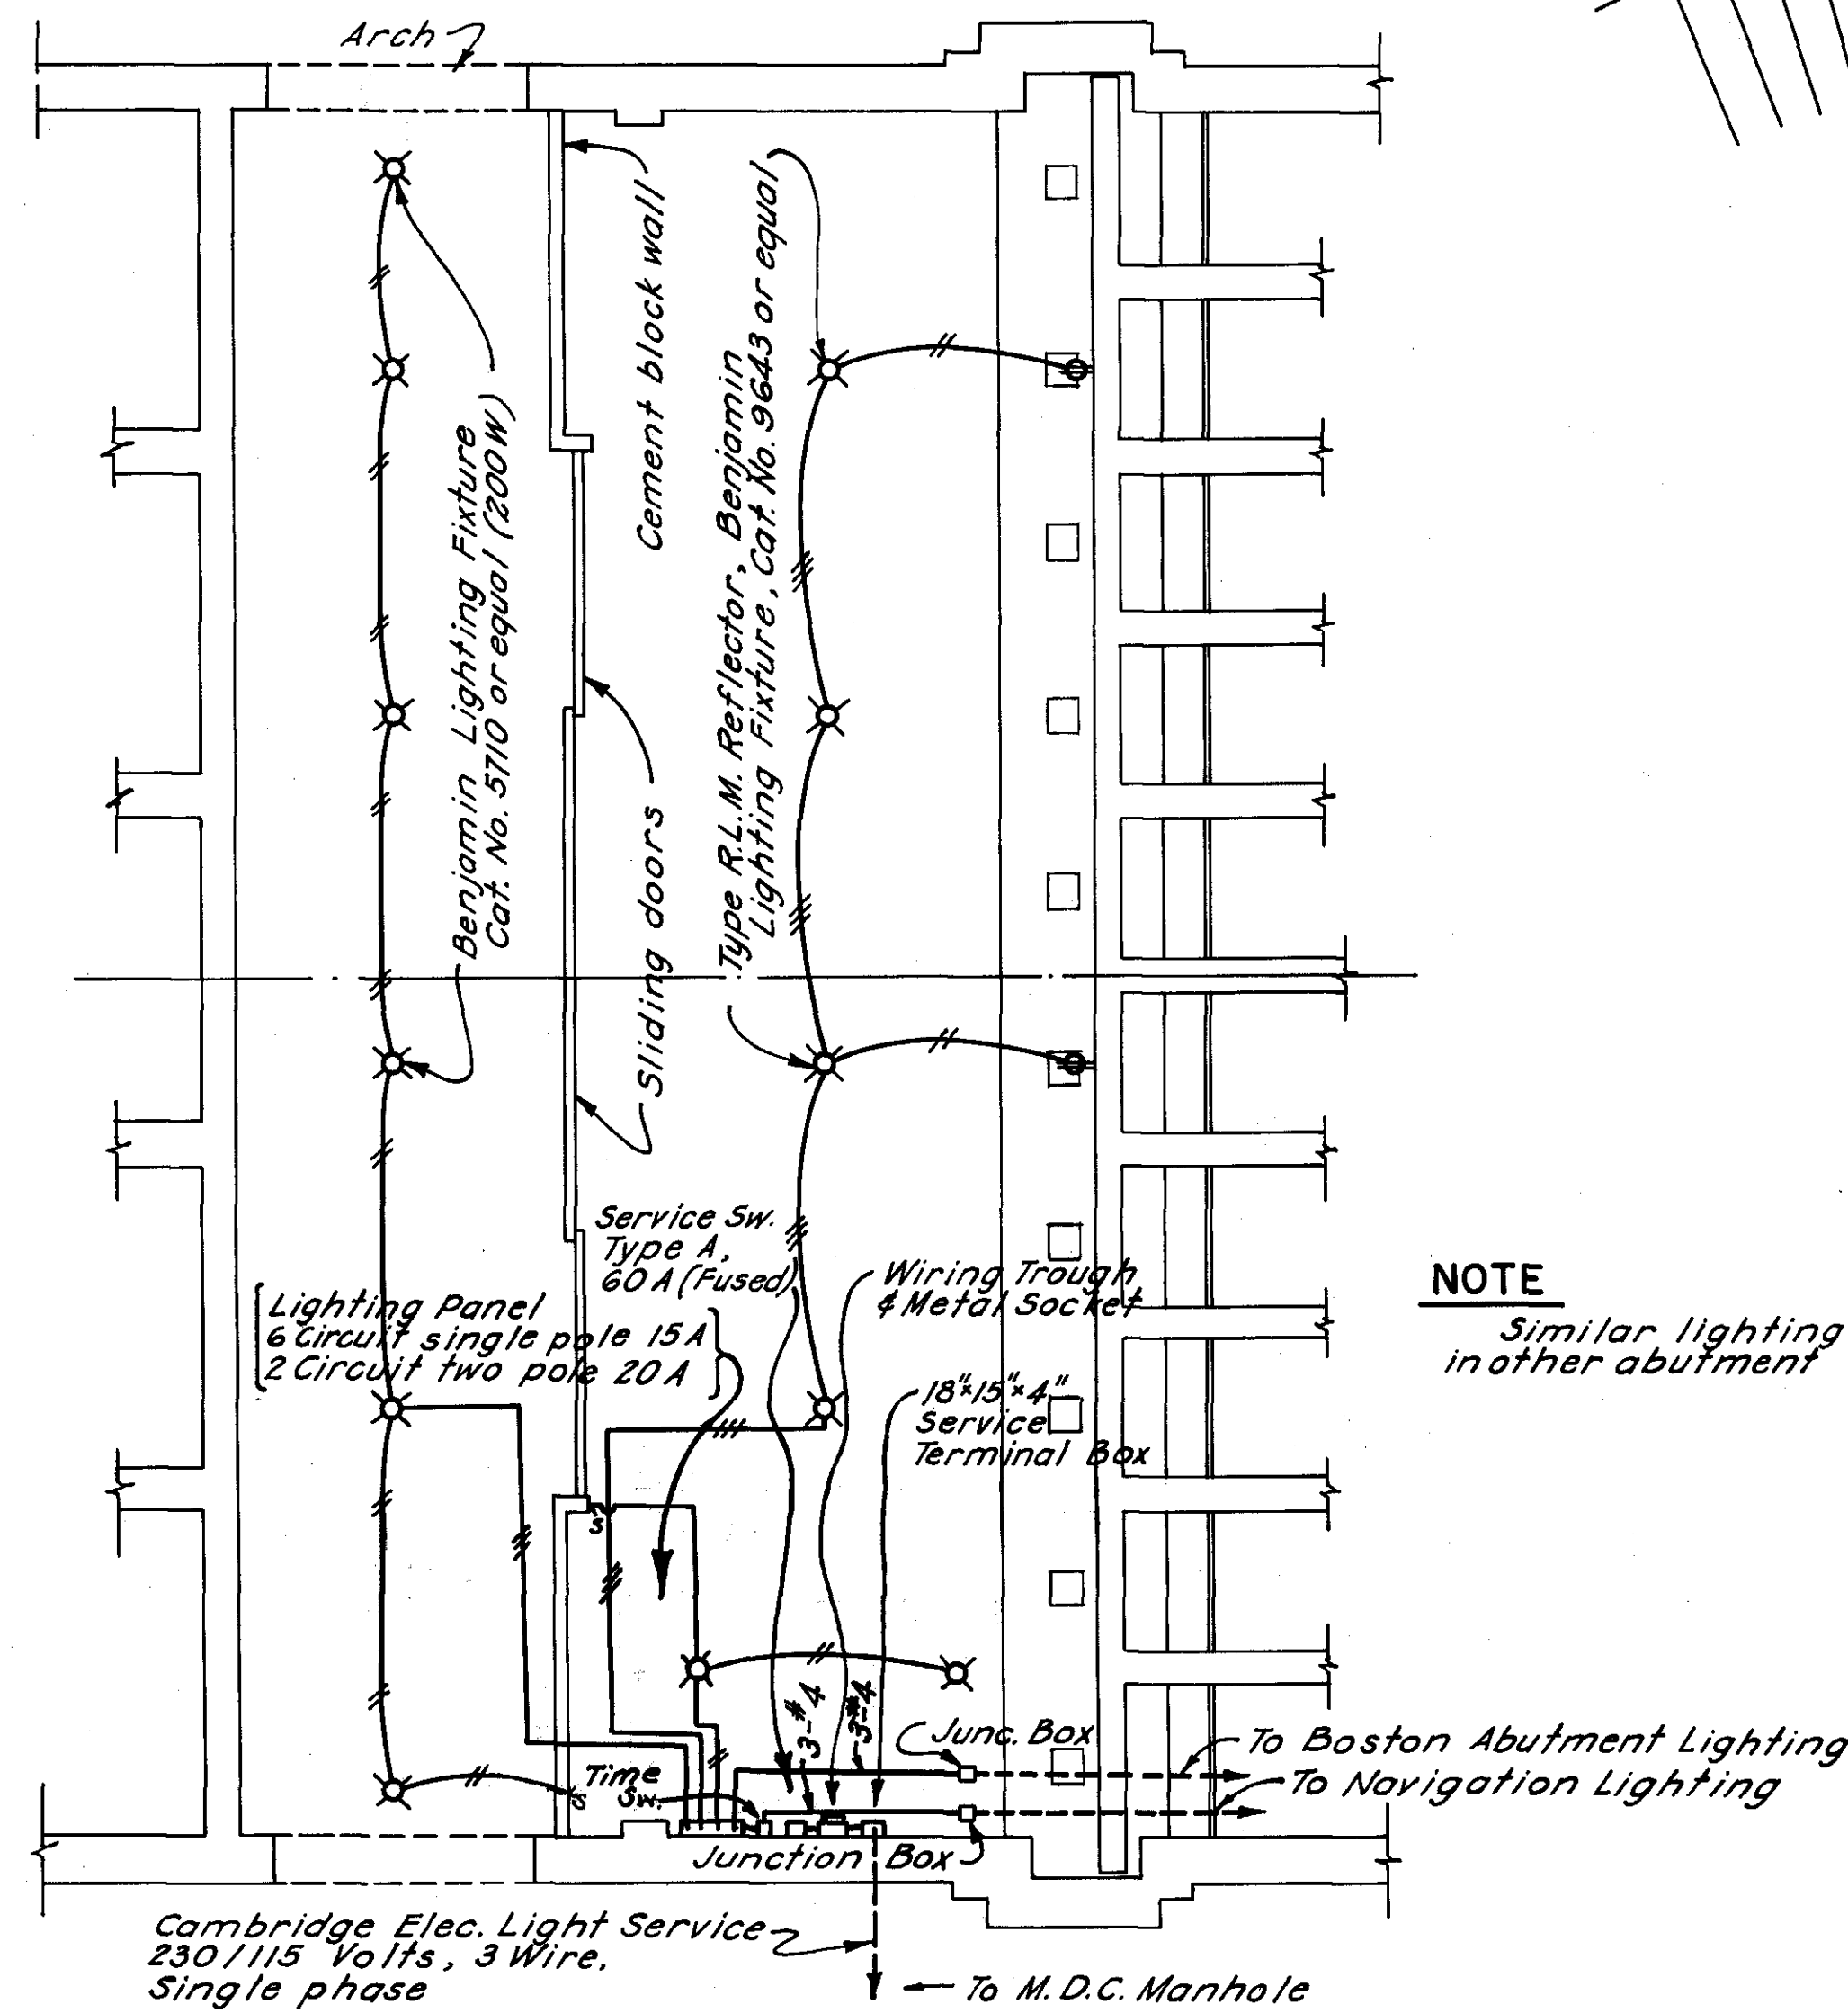 Arch
Cement block wall
Benjamin Lighting Fixture
Cat. No. 5710 or equal (200W)
Type R.L.M. Reflector, Benjamin
Lighting Fixture, Cat. No. 9643 or equal
Sliding doors
Service Sw.
Type A,
60 A (Fused)
Wiring Trough
& Metal Socket
Lighting Panel
6 Circuit single pole 15 A
2 Circuit two pole 20 A
18"x15"x4"
Service
Terminal Box
NOTE
Similar lighting
in other abutment
S
3-#4
3-#4
Junc. Box
To Boston Abutment Lighting
To Navigation Lighting
Time
Sw.
S
Junction Box
Cambridge Elec. Light Service
230/115 Volts, 3 Wire,
Single phase
To M.D.C. Manhole